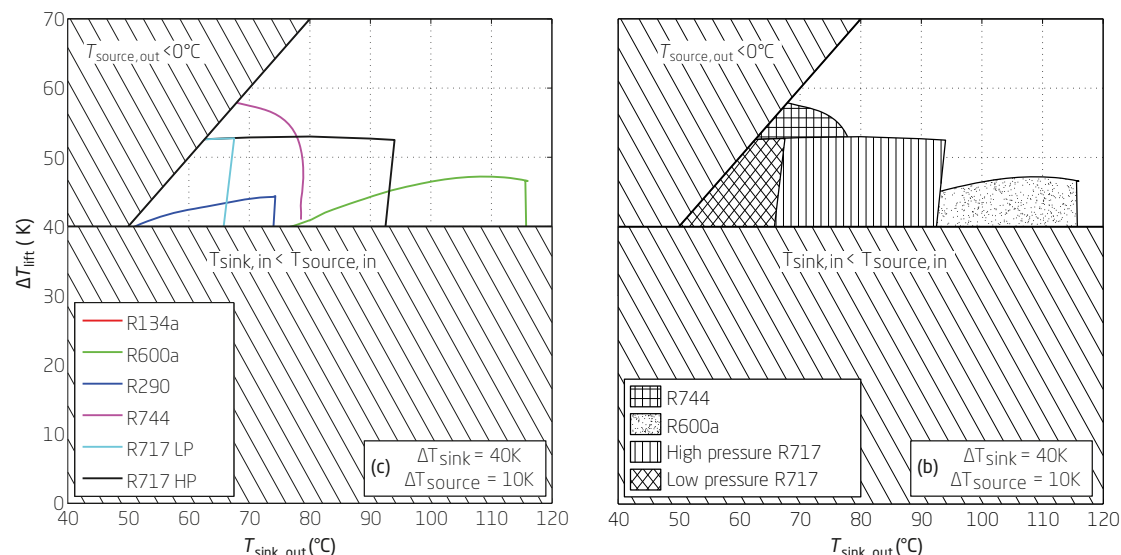 70
60
50
40
30
20
10
0
ΔT_lift ( K )
T_source,out <0°C
T_sink,in < T_source,in
R134a
R600a
R290
R744
R717 LP
R717 HP
(c)
ΔT_sink = 40K
ΔT_source = 10K
40 50 60 70 80 90 100 110 120
T_sink,out (°C)
T_source,out <0°C
T_sink,in < T_source,in
R744
R600a
High pressure R717
Low pressure R717
(b)
ΔT_sink = 40K
ΔT_source = 10K
40 50 60 70 80 90 100 110 120
T_sink,out (°C)